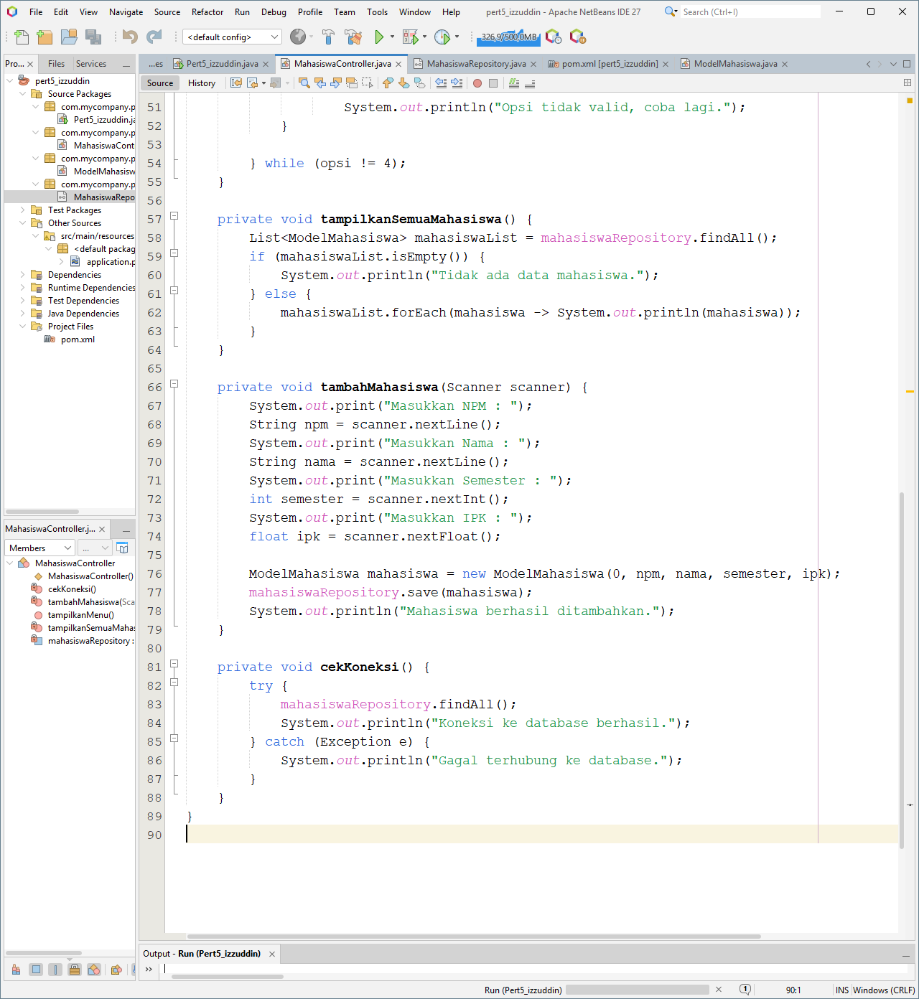 File Edit View Navigate Source Refactor Run Debug Profile Team Tools Window Help pert5_izzuddin - Apache NetBeans IDE 27 Search (Ctrl+I)
<default config> 326,9/500,0MB
Pro... Files Services
...es Pert5_izzuddin.java MahasiswaController.java MahasiswaRepository.java pom.xml [pert5_izzuddin] ModelMahasiswa.java
Source History
pert5_izzuddin
Source Packages
com.mycompany.p
Pert5_izzuddin.ja
com.mycompany.p
MahasiswaCont
com.mycompany.p
ModelMahasisw
com.mycompany.p
MahasiswaRepo
Test Packages
Other Sources
src/main/resources
<default packag
application.p
Dependencies
Runtime Dependencies
Test Dependencies
Java Dependencies
Project Files
pom.xml
MahasiswaController.j...
Members ...
MahasiswaController
MahasiswaController()
cekKoneksi()
tambahMahasiswa(Sca
tampilkanMenu()
tampilkanSemuaMahas
mahasiswaRepository :
51 System.out.println("Opsi tidak valid, coba lagi.");
52 }
53
54 } while (opsi != 4);
55 }
56
57 private void tampilkanSemuaMahasiswa() {
58 List<ModelMahasiswa> mahasiswaList = mahasiswaRepository.findAll();
59 if (mahasiswaList.isEmpty()) {
60 System.out.println("Tidak ada data mahasiswa.");
61 } else {
62 mahasiswaList.forEach(mahasiswa -> System.out.println(mahasiswa));
63 }
64 }
65
66 private void tambahMahasiswa(Scanner scanner) {
67 System.out.print("Masukkan NPM : ");
68 String npm = scanner.nextLine();
69 System.out.print("Masukkan Nama : ");
70 String nama = scanner.nextLine();
71 System.out.print("Masukkan Semester : ");
72 int semester = scanner.nextInt();
73 System.out.print("Masukkan IPK : ");
74 float ipk = scanner.nextFloat();
75
76 ModelMahasiswa mahasiswa = new ModelMahasiswa(0, npm, nama, semester, ipk);
77 mahasiswaRepository.save(mahasiswa);
78 System.out.println("Mahasiswa berhasil ditambahkan.");
79 }
80
81 private void cekKoneksi() {
82 try {
83 mahasiswaRepository.findAll();
84 System.out.println("Koneksi ke database berhasil.");
85 } catch (Exception e) {
86 System.out.println("Gagal terhubung ke database.");
87 }
88 }
89 }
90
Output - Run (Pert5_izzuddin)
Run (Pert5_izzuddin) 1 90:1 INS Windows (CRLF)